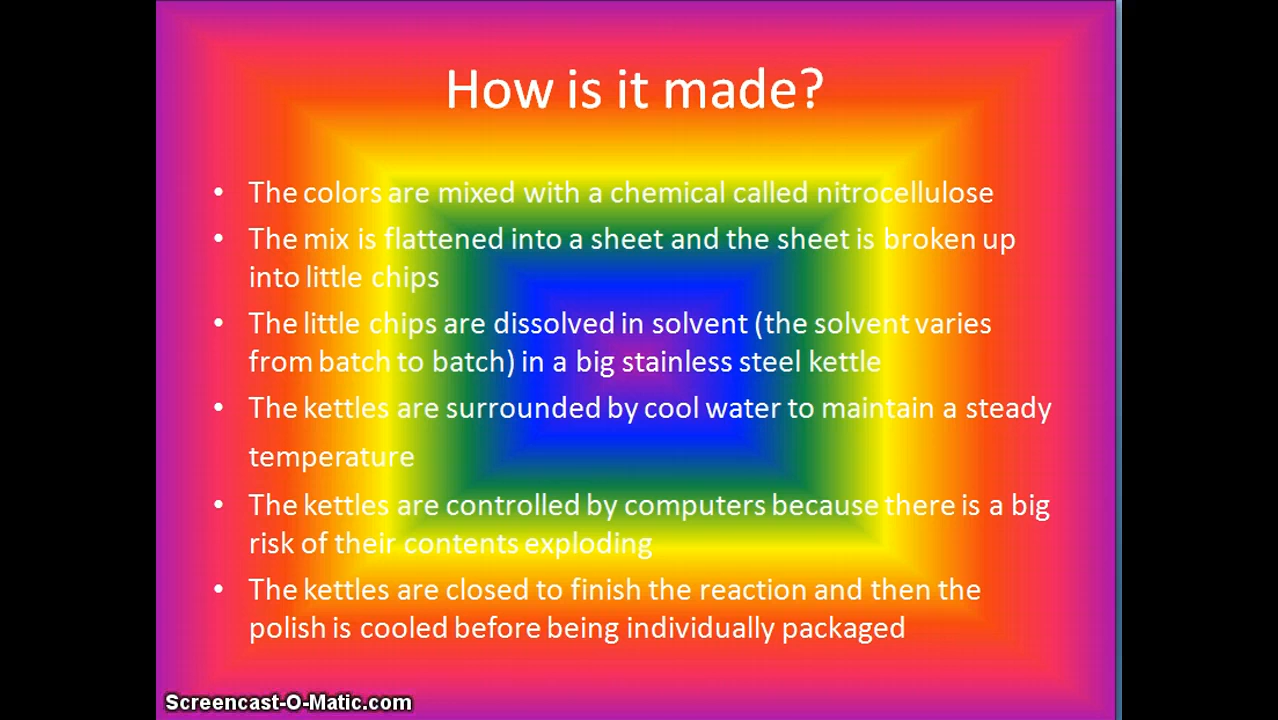 How is it made?
• The colors are mixed with a chemical called nitrocellulose
• The mix is flattened into a sheet and the sheet is broken up
into little chips
• The little chips are dissolved in solvent (the solvent varies
from batch to batch) in a big stainless steel kettle
• The kettles are surrounded by cool water to maintain a steady
temperature
• The kettles are controlled by computers because there is a big
risk of their contents exploding
• The kettles are closed to finish the reaction and then the
polish is cooled before being individually packaged
Screencast-O-Matic.com